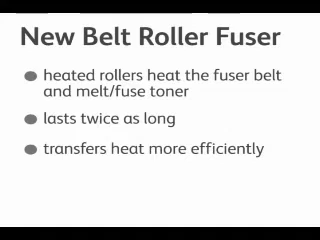 New Belt Roller Fuser
heated rollers heat the fuser belt
and melt/fuse toner
lasts twice as long
transfers heat more efficiently